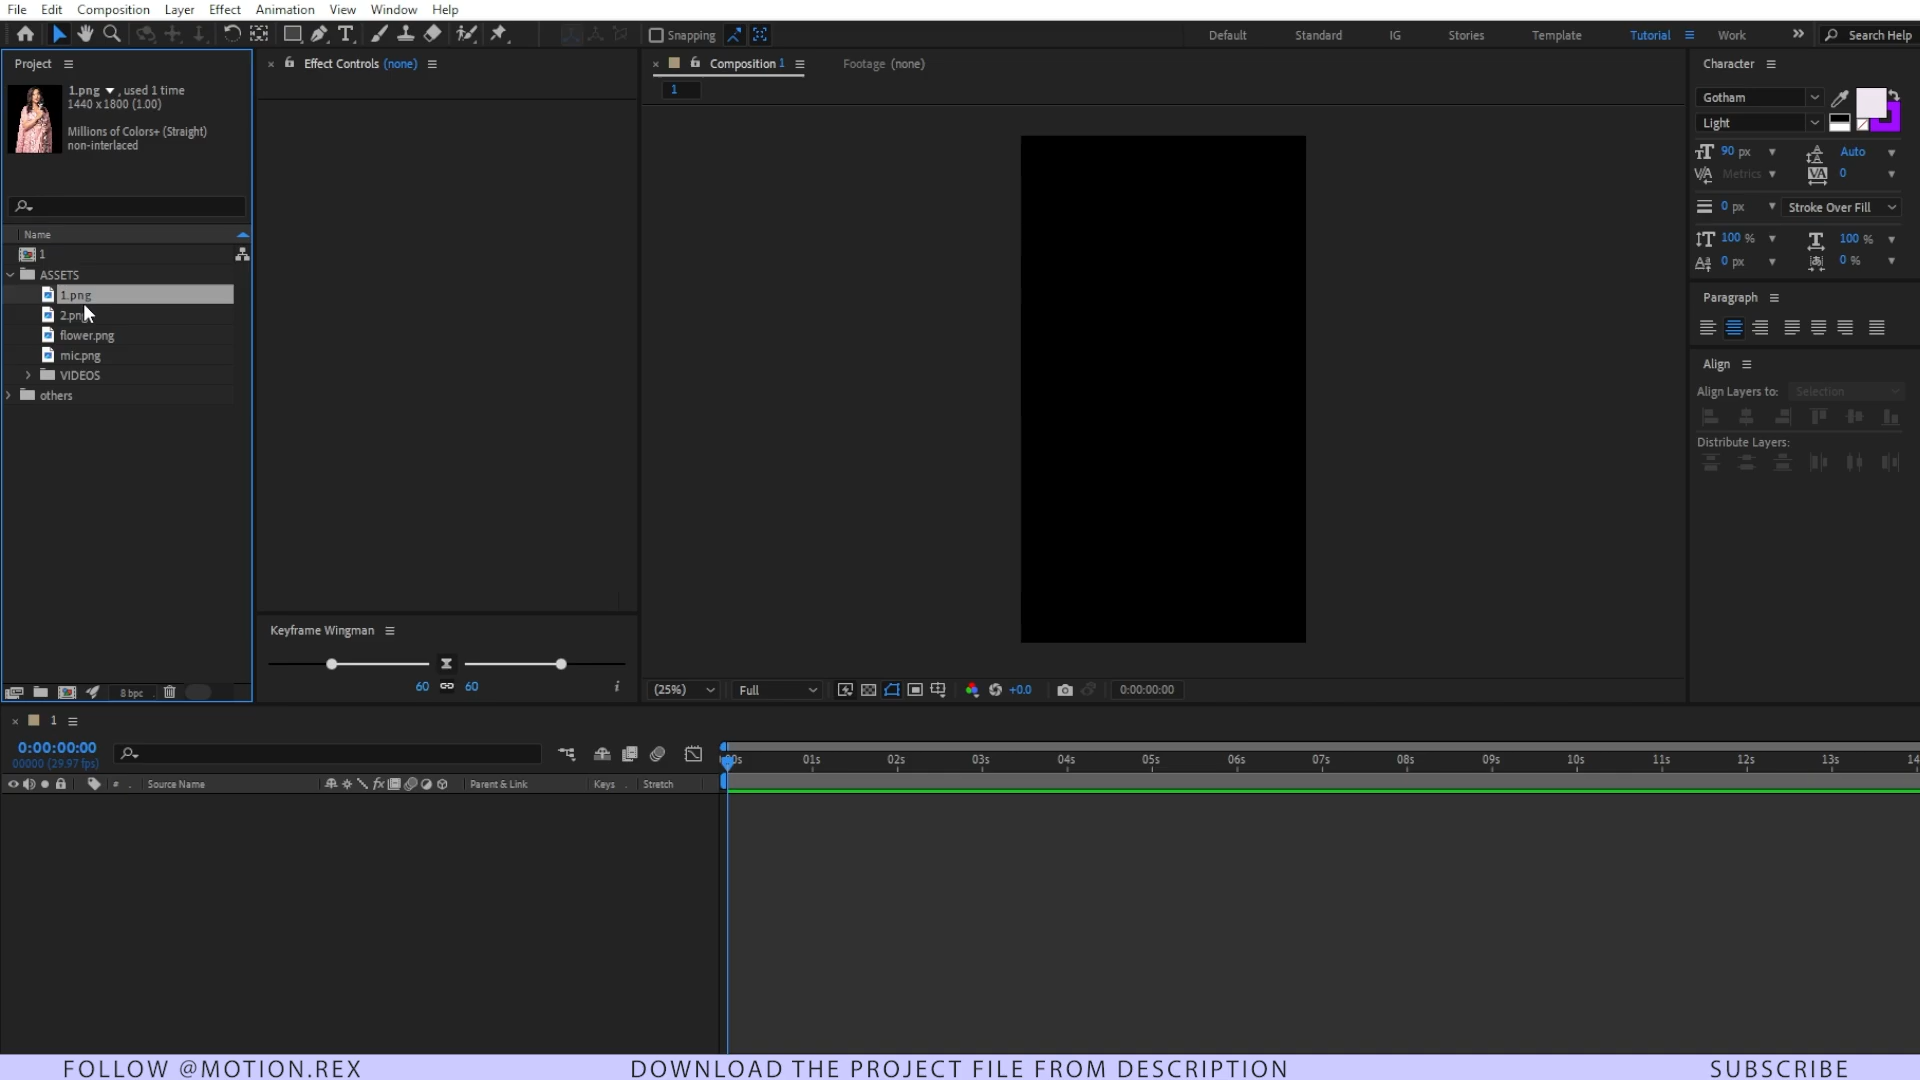 File Edit Composition Layer Effect Animation View Window Help
Snapping Default Standard IG Stories Template Tutorial Work Search Help
Project
1.png , used 1 time
1440 x 1800 (1.00)
Millions of Colors+ (Straight)
non-interlaced
Name
1
ASSETS
1.png
2.png
flower.png
mic.png
VIDEOS
others
8 bpc
Effect Controls (none)
Keyframe Wingman
60 60
Composition 1 Footage (none)
1
(25%) Full +0.0 0:00:00:00
Character
Gotham
Light
90 px Auto
Metrics 0
0 px Stroke Over Fill
100 % 100 %
0 px 0 %
Paragraph
Align
Align Layers to: Selection
Distribute Layers:
1
0:00:00:00
00000 (29.97 fps)
# Source Name fx Parent & Link Keys Stretch
01s 02s 03s 04s 05s 06s 07s 08s 09s 10s 11s 12s 13s 14
FOLLOW @MOTION.REX DOWNLOAD THE PROJECT FILE FROM DESCRIPTION SUBSCRIBE